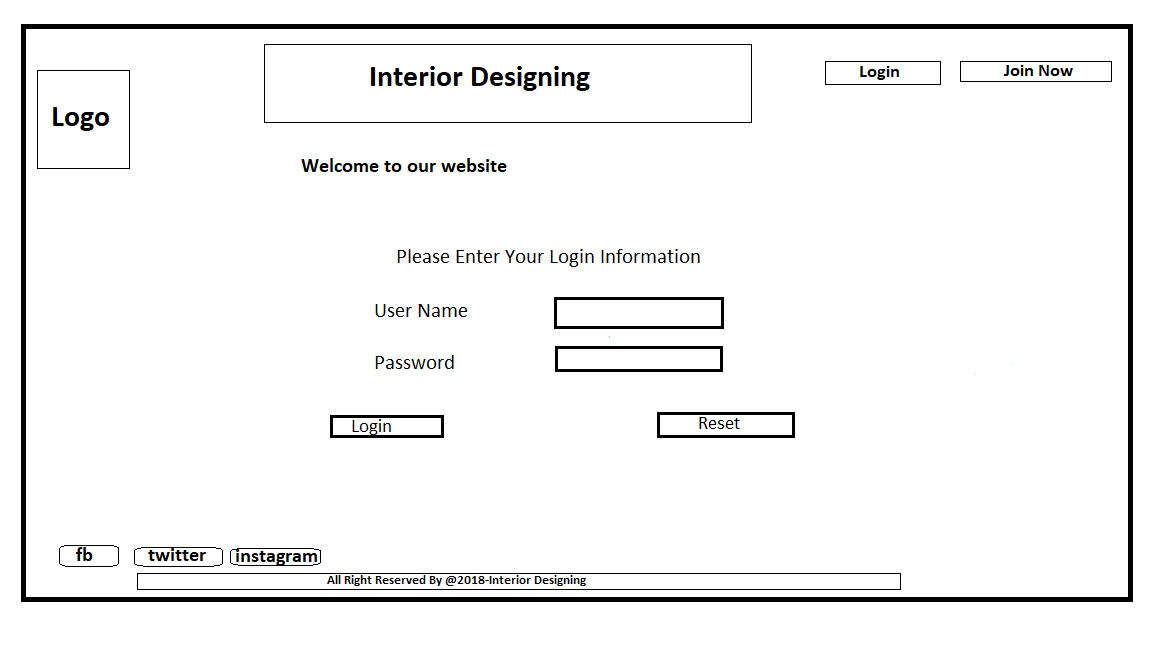 Interior Designing
Login
Join Now
Logo
Welcome to our website
Please Enter Your Login Information
User Name
Password
Login
Reset
fb
twitter
instagram
All Right Reserved By @2018-Interior Designing